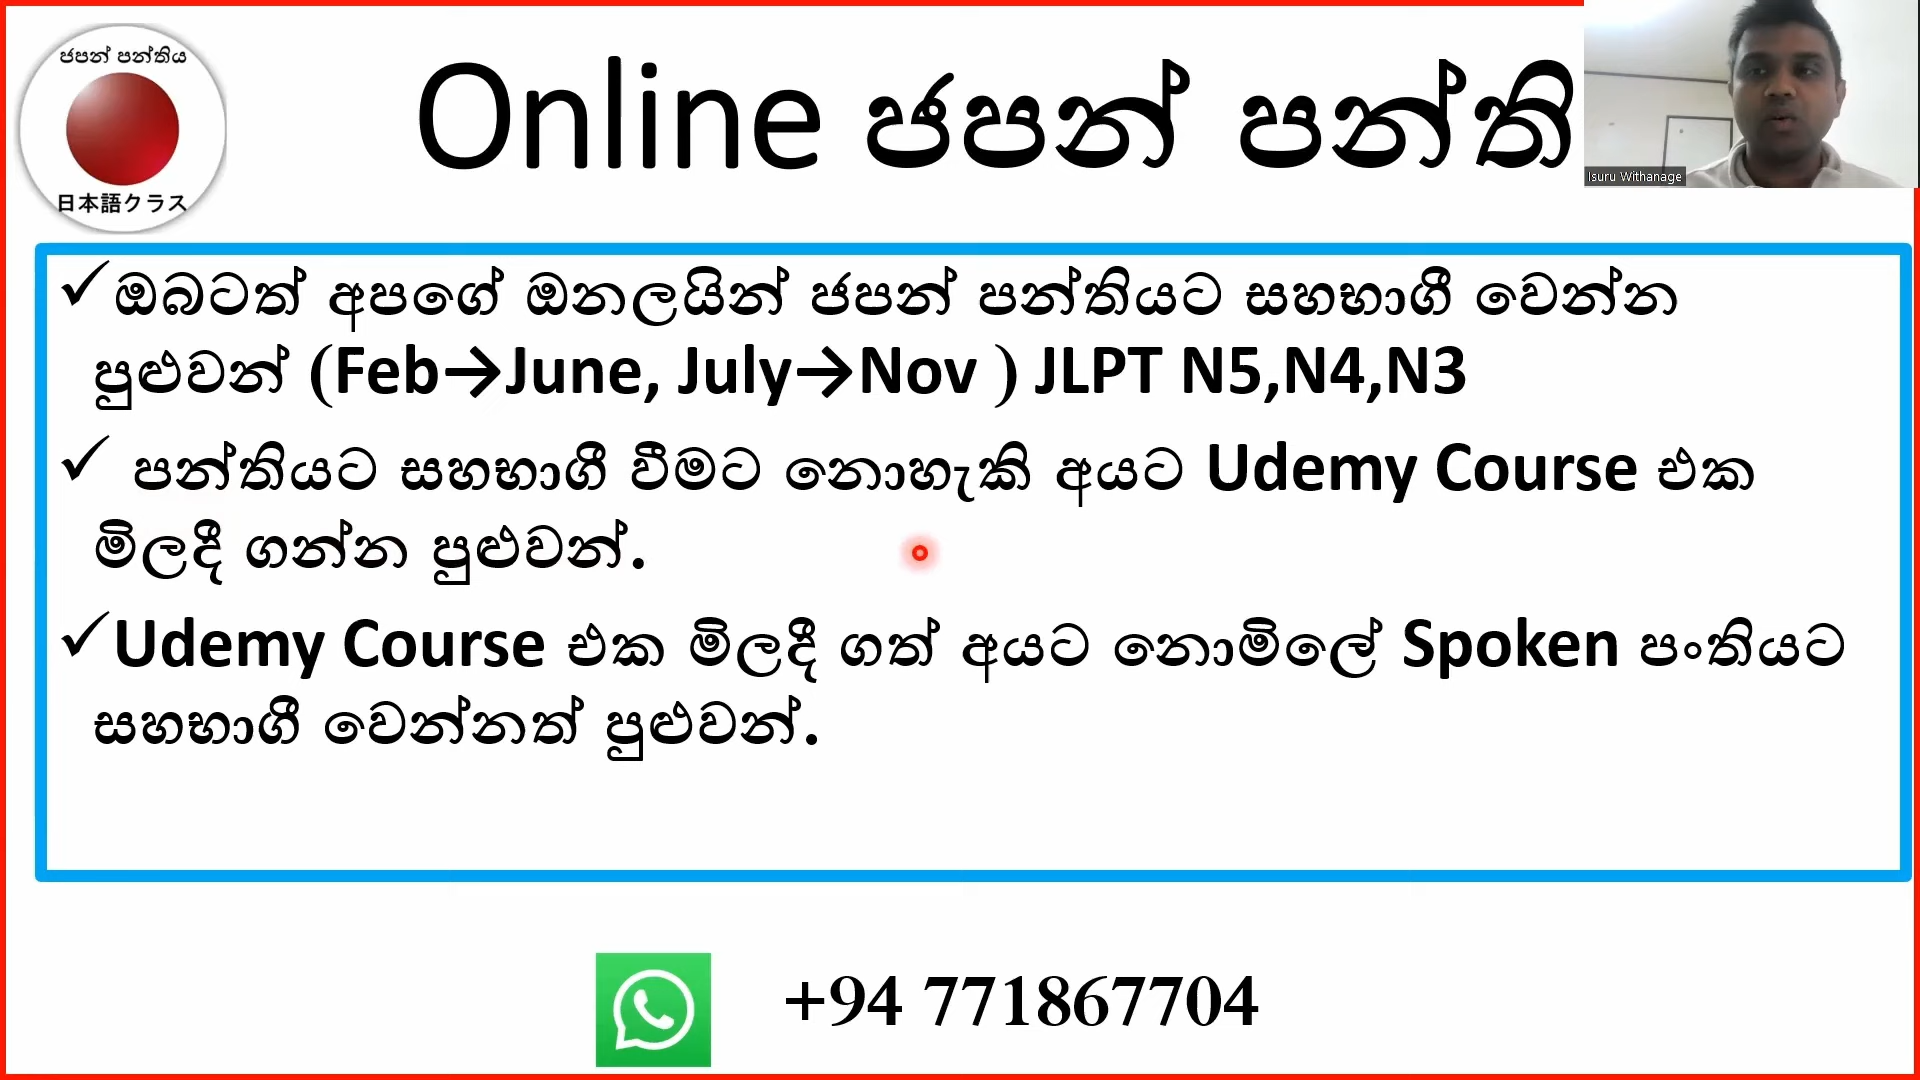 ජපන් පන්තිය
日本語クラス
Online ජපන් පන්ති
Isuru Withanage
✓ඔබටත් අපගේ ඔනලයින් ජපන් පන්තියට සහභාගී වෙන්න
පුළුවන් (Feb→June, July→Nov ) JLPT N5,N4,N3
✓ පන්තියට සහභාගී වීමට නොහැකි අයට Udemy Course එක
මිලදී ගන්න පුළුවන්.
✓Udemy Course එක මිලදී ගත් අයට නොමිලේ Spoken පංතියට
සහභාගී වෙන්නත් පුළුවන්.
+94 771867704